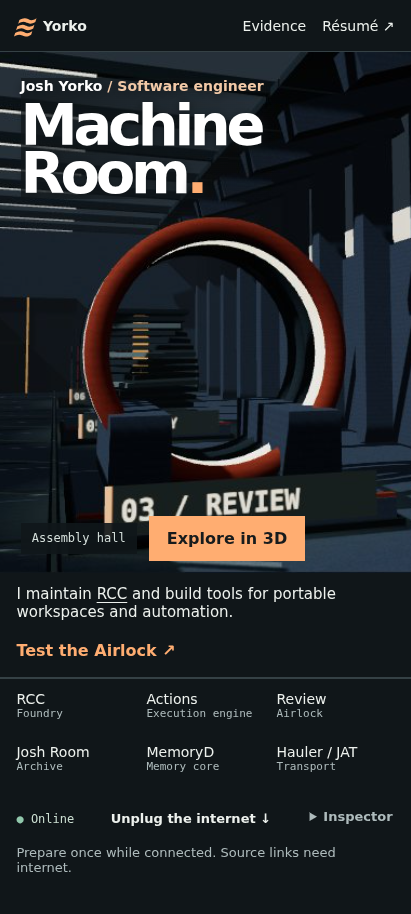 Yorko
Evidence Résumé ↗
Josh Yorko / Software engineer
Machine
Room.
06
03 / REVIEW
Assembly hall
Explore in 3D
I maintain RCC and build tools for portable
workspaces and automation.
Test the Airlock ↗
RCC Actions Review
Foundry Execution engine Airlock
Josh Room MemoryD Hauler / JAT
Archive Memory core Transport
● Online Unplug the internet ↓ ▶ Inspector
Prepare once while connected. Source links need
internet.